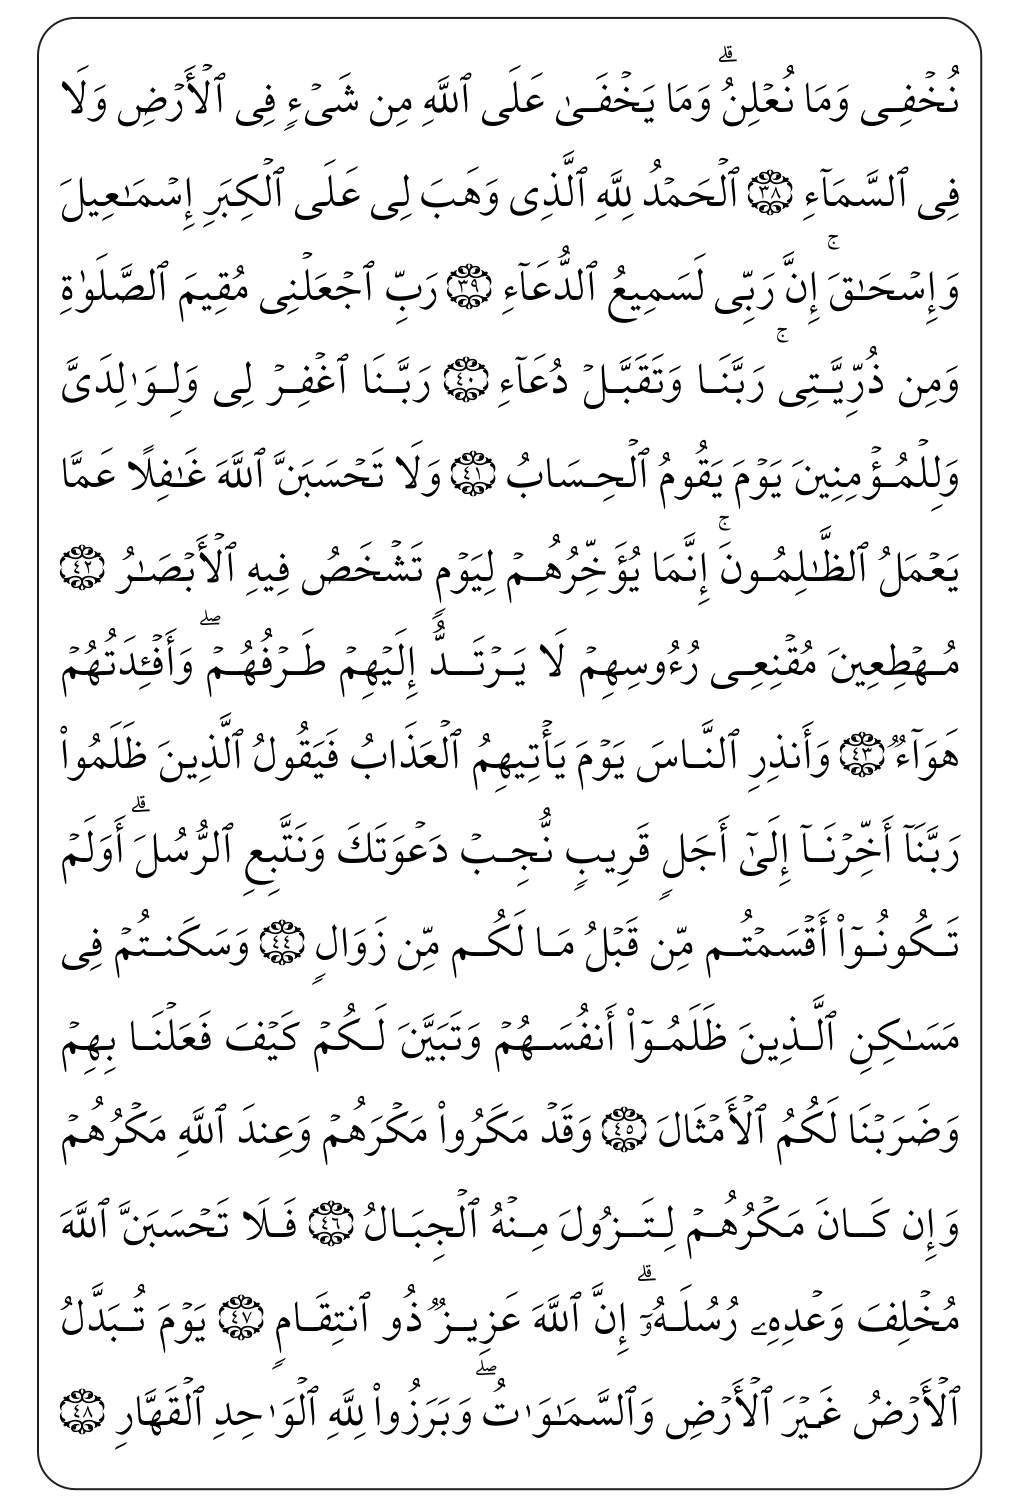 نُخْفِى وَمَا نُعْلِنُ ۗ وَمَا يَخْفَىٰ عَلَى ٱللَّهِ مِن شَىْءٍ فِى ٱلْأَرْضِ وَلَا
فِى ٱلسَّمَآءِ ٣٨ ٱلْحَمْدُ لِلَّهِ ٱلَّذِى وَهَبَ لِى عَلَى ٱلْكِبَرِ إِسْمَـٰعِيلَ
وَإِسْحَـٰقَ ۚ إِنَّ رَبِّى لَسَمِيعُ ٱلدُّعَآءِ ٣٩ رَبِّ ٱجْعَلْنِى مُقِيمَ ٱلصَّلَوٰةِ
وَمِن ذُرِّيَّتِى ۚ رَبَّنَا وَتَقَبَّلْ دُعَآءِ ٤٠ رَبَّنَا ٱغْفِرْ لِى وَلِوَٰلِدَىَّ
وَلِلْمُؤْمِنِينَ يَوْمَ يَقُومُ ٱلْحِسَابُ ٤١ وَلَا تَحْسَبَنَّ ٱللَّهَ غَـٰفِلًا عَمَّا
يَعْمَلُ ٱلظَّـٰلِمُونَ ۚ إِنَّمَا يُؤَخِّرُهُمْ لِيَوْمٍ تَشْخَصُ فِيهِ ٱلْأَبْصَـٰرُ ٤٢
مُهْطِعِينَ مُقْنِعِى رُءُوسِهِمْ لَا يَرْتَدُّ إِلَيْهِمْ طَرْفُهُمْ ۖ وَأَفْـِٔدَتُهُمْ
هَوَآءٌ ٤٣ وَأَنذِرِ ٱلنَّاسَ يَوْمَ يَأْتِيهِمُ ٱلْعَذَابُ فَيَقُولُ ٱلَّذِينَ ظَلَمُوا۟
رَبَّنَآ أَخِّرْنَآ إِلَىٰٓ أَجَلٍ قَرِيبٍ نُّجِبْ دَعْوَتَكَ وَنَتَّبِعِ ٱلرُّسُلَ ۗ أَوَلَمْ
تَكُونُوٓا۟ أَقْسَمْتُم مِّن قَبْلُ مَا لَكُم مِّن زَوَالٍ ٤٤ وَسَكَنتُمْ فِى
مَسَـٰكِنِ ٱلَّذِينَ ظَلَمُوٓا۟ أَنفُسَهُمْ وَتَبَيَّنَ لَكُمْ كَيْفَ فَعَلْنَا بِهِمْ
وَضَرَبْنَا لَكُمُ ٱلْأَمْثَالَ ٤٥ وَقَدْ مَكَرُوا۟ مَكْرَهُمْ وَعِندَ ٱللَّهِ مَكْرُهُمْ
وَإِن كَانَ مَكْرُهُمْ لِتَزُولَ مِنْهُ ٱلْجِبَالُ ٤٦ فَلَا تَحْسَبَنَّ ٱللَّهَ
مُخْلِفَ وَعْدِهِۦ رُسُلَهُۥٓ ۗ إِنَّ ٱللَّهَ عَزِيزٌ ذُو ٱنتِقَامٍ ٤٧ يَوْمَ تُبَدَّلُ
ٱلْأَرْضُ غَيْرَ ٱلْأَرْضِ وَٱلسَّمَـٰوَٰتُ ۖ وَبَرَزُوا۟ لِلَّهِ ٱلْوَٰحِدِ ٱلْقَهَّارِ ٤٨